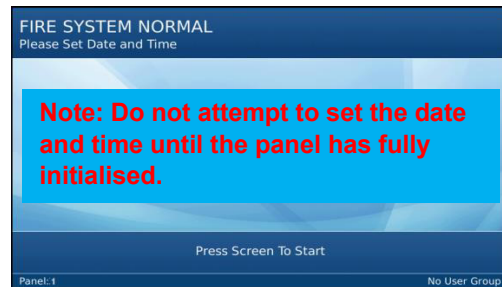 FIRE SYSTEM NORMAL
Please Set Date and Time
Note: Do not attempt to set the date
and time until the panel has fully
initialised.
Press Screen To Start
Panel:1
No User Group